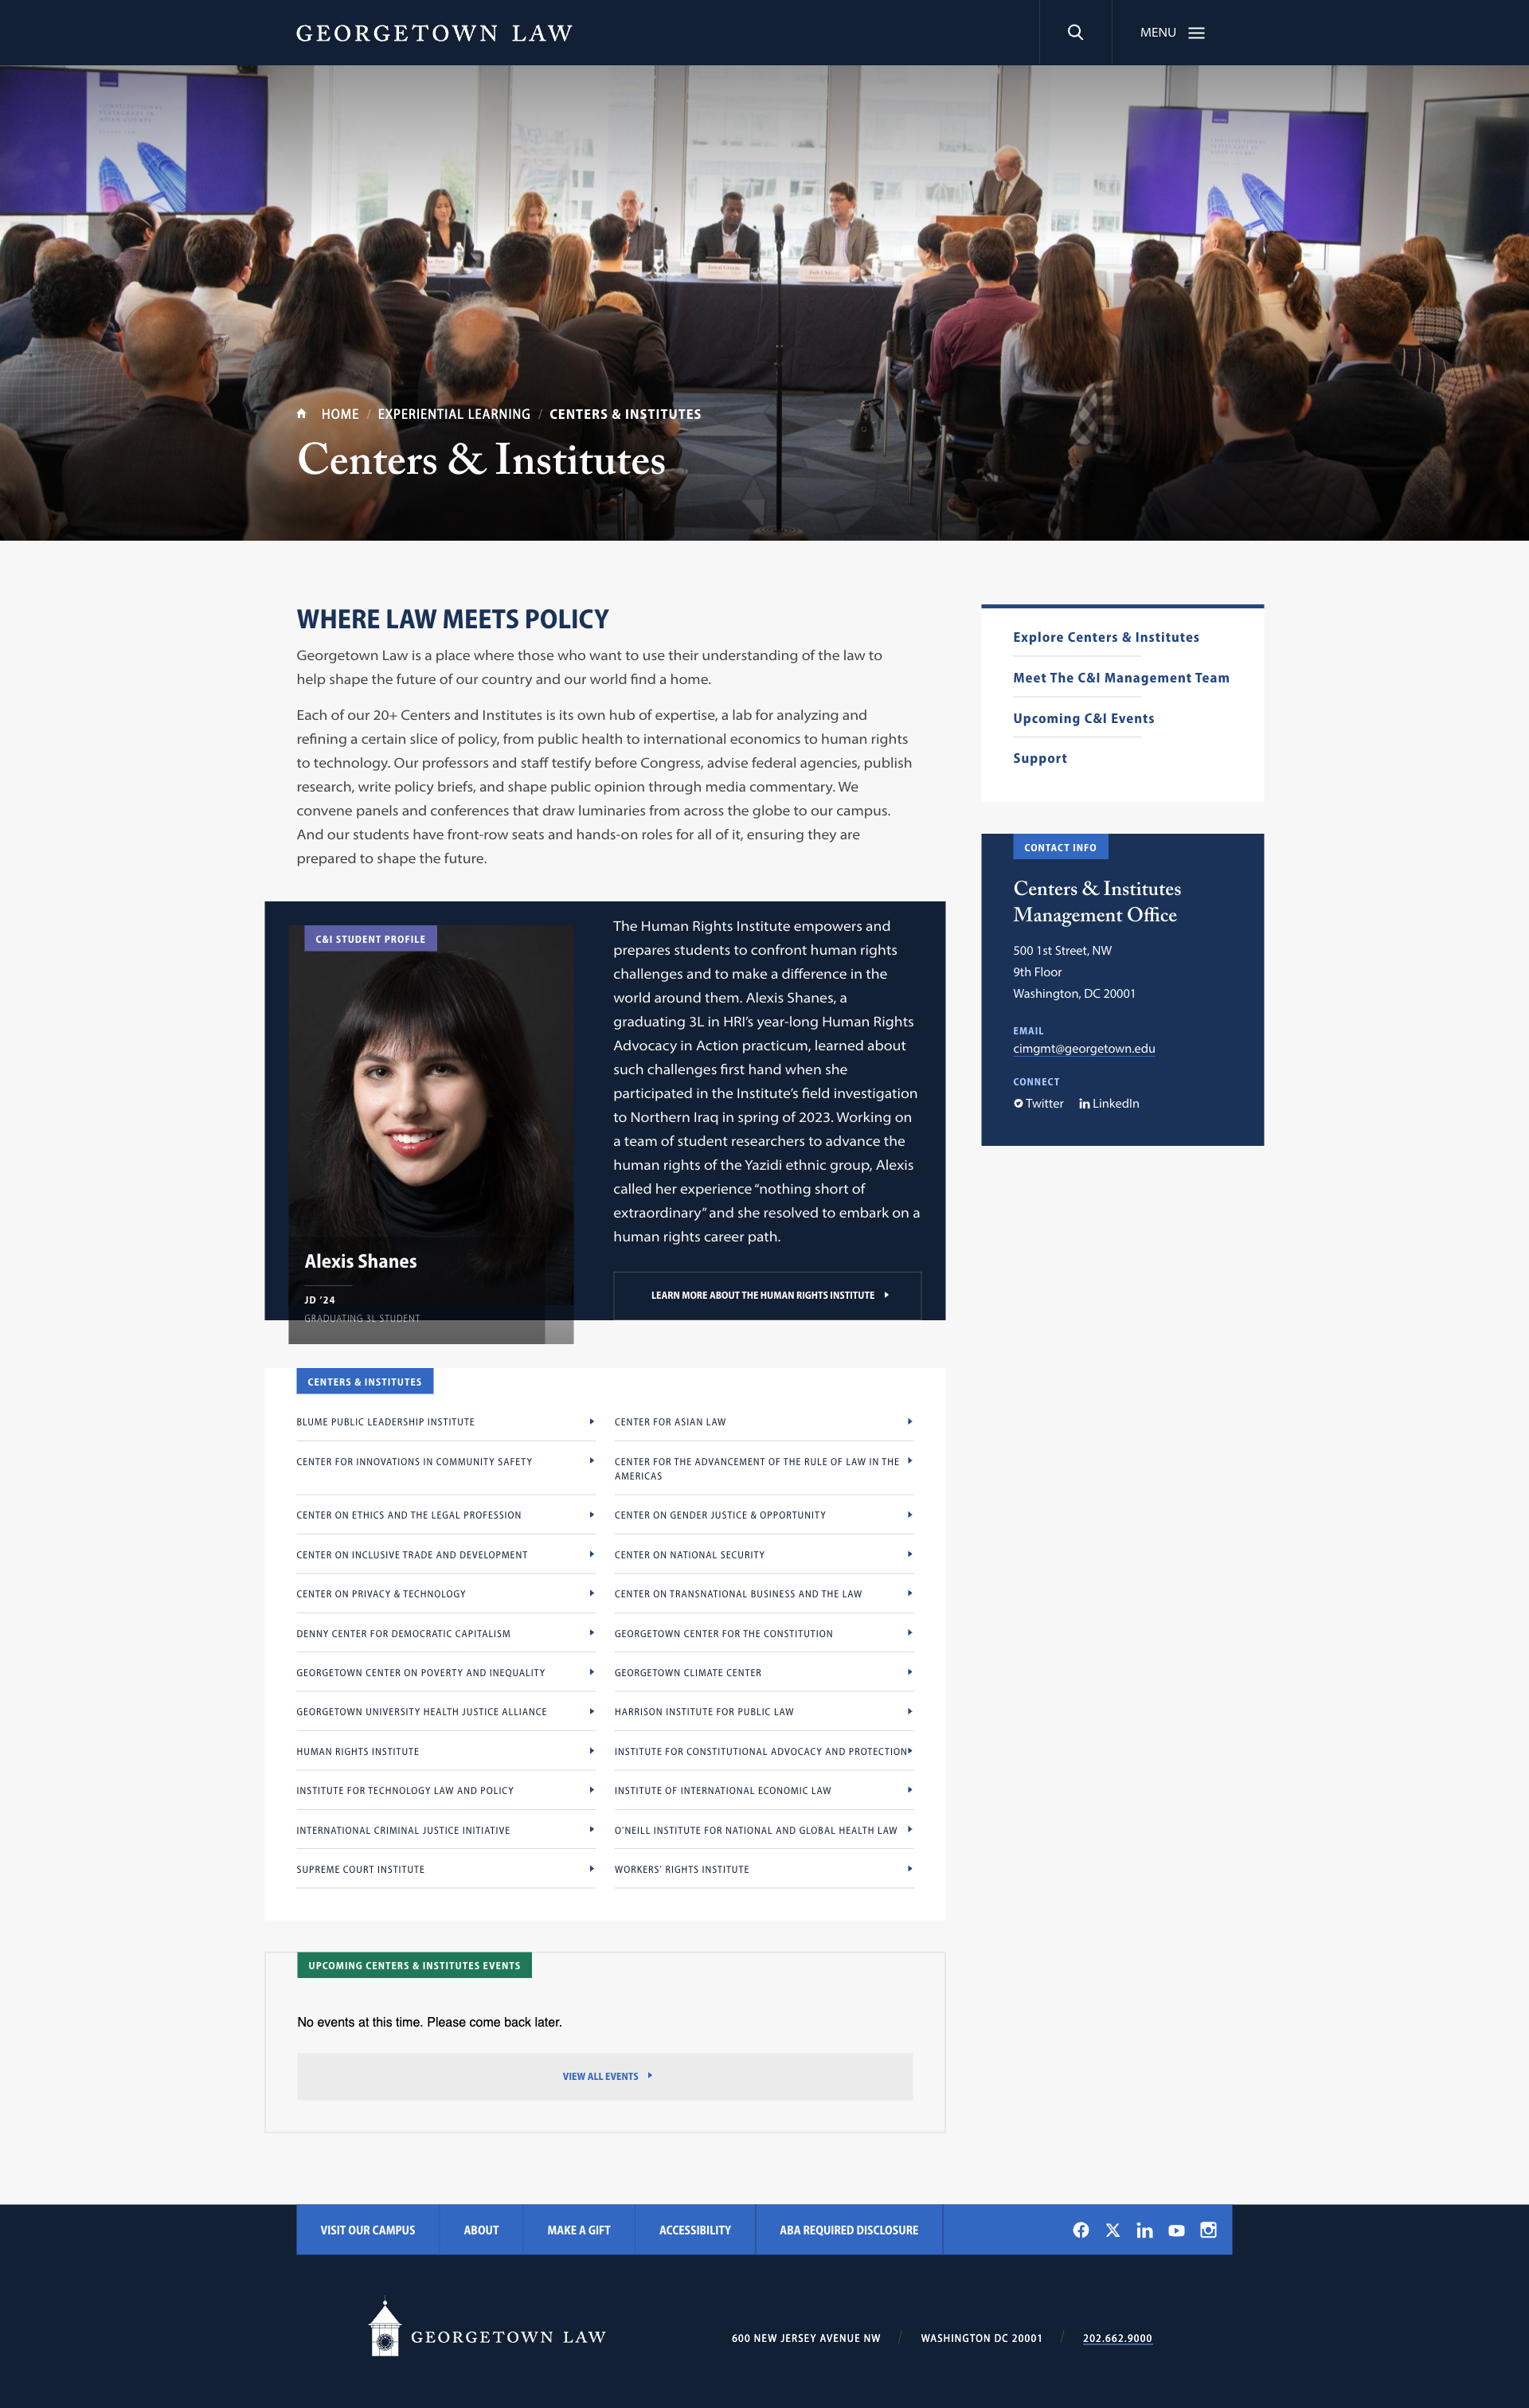 GEORGETOWN LAW
MENU
HOME / EXPERIENTIAL LEARNING / CENTERS & INSTITUTES
Centers & Institutes
WHERE LAW MEETS POLICY
Georgetown Law is a place where those who want to use their understanding of the law to
help shape the future of our country and our world find a home.
Each of our 20+ Centers and Institutes is its own hub of expertise, a lab for analyzing and
refining a certain slice of policy, from public health to international economics to human rights
to technology. Our professors and staff testify before Congress, advise federal agencies, publish
research, write policy briefs, and shape public opinion through media commentary. We
convene panels and conferences that draw luminaries from across the globe to our campus.
And our students have front-row seats and hands-on roles for all of it, ensuring they are
prepared to shape the future.
Explore Centers & Institutes
Meet The C&I Management Team
Upcoming C&I Events
Support
CONTACT INFO
Centers & Institutes
Management Office
500 1st Street, NW
9th Floor
Washington, DC 20001
EMAIL
cimgmt@georgetown.edu
CONNECT
Twitter LinkedIn
C&I STUDENT PROFILE
Alexis Shanes
JD ’24
GRADUATING 3L STUDENT
The Human Rights Institute empowers and
prepares students to confront human rights
challenges and to make a difference in the
world around them. Alexis Shanes, a
graduating 3L in HRI’s year-long Human Rights
Advocacy in Action practicum, learned about
such challenges first hand when she
participated in the Institute’s field investigation
to Northern Iraq in spring of 2023. Working on
a team of student researchers to advance the
human rights of the Yazidi ethnic group, Alexis
called her experience “nothing short of
extraordinary” and she resolved to embark on a
human rights career path.
LEARN MORE ABOUT THE HUMAN RIGHTS INSTITUTE
CENTERS & INSTITUTES
BLUME PUBLIC LEADERSHIP INSTITUTE
CENTER FOR ASIAN LAW
CENTER FOR INNOVATIONS IN COMMUNITY SAFETY
CENTER FOR THE ADVANCEMENT OF THE RULE OF LAW IN THE
AMERICAS
CENTER ON ETHICS AND THE LEGAL PROFESSION
CENTER ON GENDER JUSTICE & OPPORTUNITY
CENTER ON INCLUSIVE TRADE AND DEVELOPMENT
CENTER ON NATIONAL SECURITY
CENTER ON PRIVACY & TECHNOLOGY
CENTER ON TRANSNATIONAL BUSINESS AND THE LAW
DENNY CENTER FOR DEMOCRATIC CAPITALISM
GEORGETOWN CENTER FOR THE CONSTITUTION
GEORGETOWN CENTER ON POVERTY AND INEQUALITY
GEORGETOWN CLIMATE CENTER
GEORGETOWN UNIVERSITY HEALTH JUSTICE ALLIANCE
HARRISON INSTITUTE FOR PUBLIC LAW
HUMAN RIGHTS INSTITUTE
INSTITUTE FOR CONSTITUTIONAL ADVOCACY AND PROTECTION
INSTITUTE FOR TECHNOLOGY LAW AND POLICY
INSTITUTE OF INTERNATIONAL ECONOMIC LAW
INTERNATIONAL CRIMINAL JUSTICE INITIATIVE
O’NEILL INSTITUTE FOR NATIONAL AND GLOBAL HEALTH LAW
SUPREME COURT INSTITUTE
WORKERS’ RIGHTS INSTITUTE
UPCOMING CENTERS & INSTITUTES EVENTS
No events at this time. Please come back later.
VIEW ALL EVENTS
VISIT OUR CAMPUS
ABOUT
MAKE A GIFT
ACCESSIBILITY
ABA REQUIRED DISCLOSURE
GEORGETOWN LAW
600 NEW JERSEY AVENUE NW / WASHINGTON DC 20001 / 202.662.9000